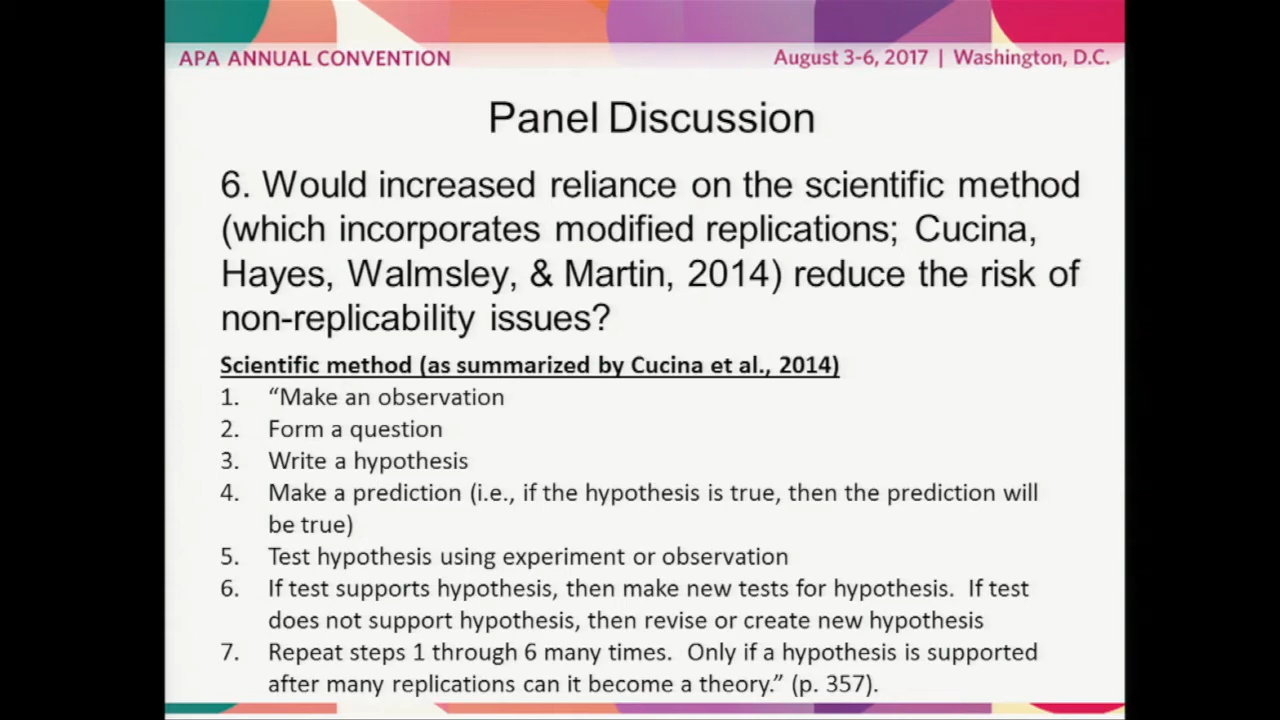 APA ANNUAL CONVENTION
August 3-6, 2017 | Washington, D.C.
Panel Discussion
6. Would increased reliance on the scientific method
(which incorporates modified replications; Cucina,
Hayes, Walmsley, & Martin, 2014) reduce the risk of
non-replicability issues?
Scientific method (as summarized by Cucina et al., 2014)
1. “Make an observation
2. Form a question
3. Write a hypothesis
4. Make a prediction (i.e., if the hypothesis is true, then the prediction will
be true)
5. Test hypothesis using experiment or observation
6. If test supports hypothesis, then make new tests for hypothesis. If test
does not support hypothesis, then revise or create new hypothesis
7. Repeat steps 1 through 6 many times. Only if a hypothesis is supported
after many replications can it become a theory.” (p. 357).